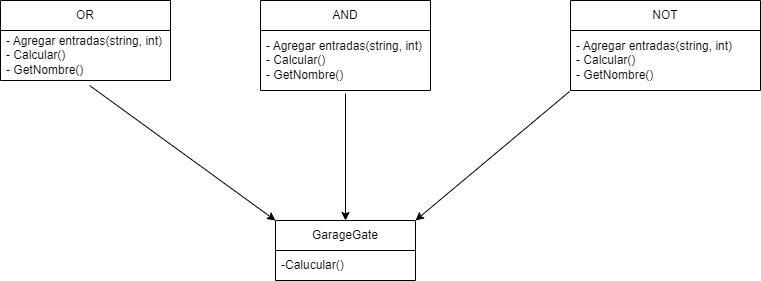 OR
- Agregar entradas(string, int)
- Calcular()
- GetNombre()
AND
- Agregar entradas(string, int)
- Calcular()
- GetNombre()
NOT
- Agregar entradas(string, int)
- Calcular()
- GetNombre()
GarageGate
-Calucular()